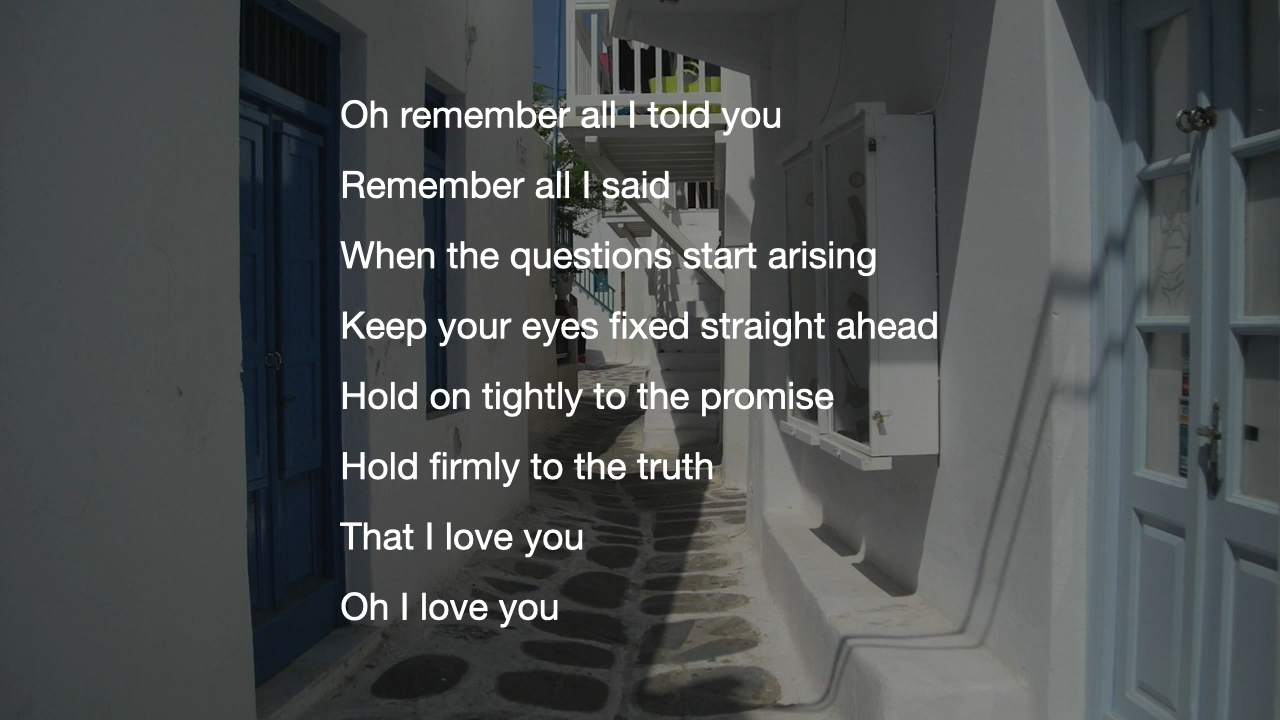 Oh remember all I told you
Remember all I said
When the questions start arising
Keep your eyes fixed straight ahead
Hold on tightly to the promise
Hold firmly to the truth
That I love you
Oh I love you